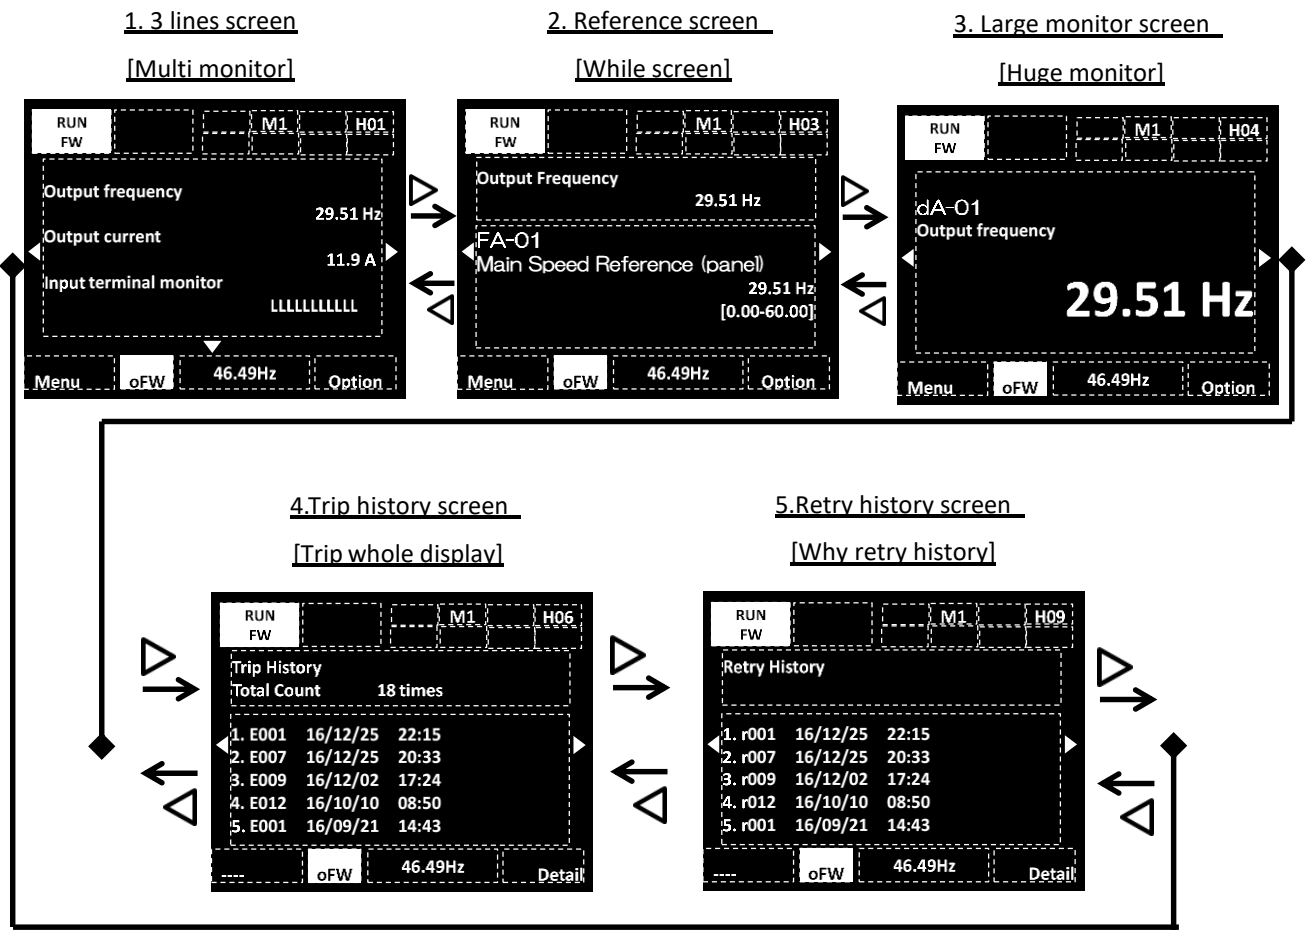 1. 3 lines screen
[Multi monitor]
RUN
FW
M1
H01
Output frequency
29.51 Hz
Output current
11.9 A
Input terminal monitor
LLLLLLLLLLL
Menu
oFW
46.49Hz
Option
2. Reference screen
[While screen]
RUN
FW
M1
H03
Output Frequency
29.51 Hz
FA-01
Main Speed Reference (panel)
29.51 Hz
[0.00-60.00]
Menu
oFW
46.49Hz
Option
3. Large monitor screen
[Huge monitor]
RUN
FW
M1
H04
dA-01
Output frequency
29.51 Hz
Menu
oFW
46.49Hz
Option
4.Trip history screen
[Trip whole display]
RUN
FW
M1
H06
Trip History
Total Count 18 times
1. E001 16/12/25 22:15
2. E007 16/12/25 20:33
3. E009 16/12/02 17:24
4. E012 16/10/10 08:50
5. E001 16/09/21 14:43
----
oFW
46.49Hz
Detail
5.Retry history screen
[Why retry history]
RUN
FW
M1
H09
Retry History
1. r001 16/12/25 22:15
2. r007 16/12/25 20:33
3. r009 16/12/02 17:24
4. r012 16/10/10 08:50
5. r001 16/09/21 14:43
----
oFW
46.49Hz
Detail